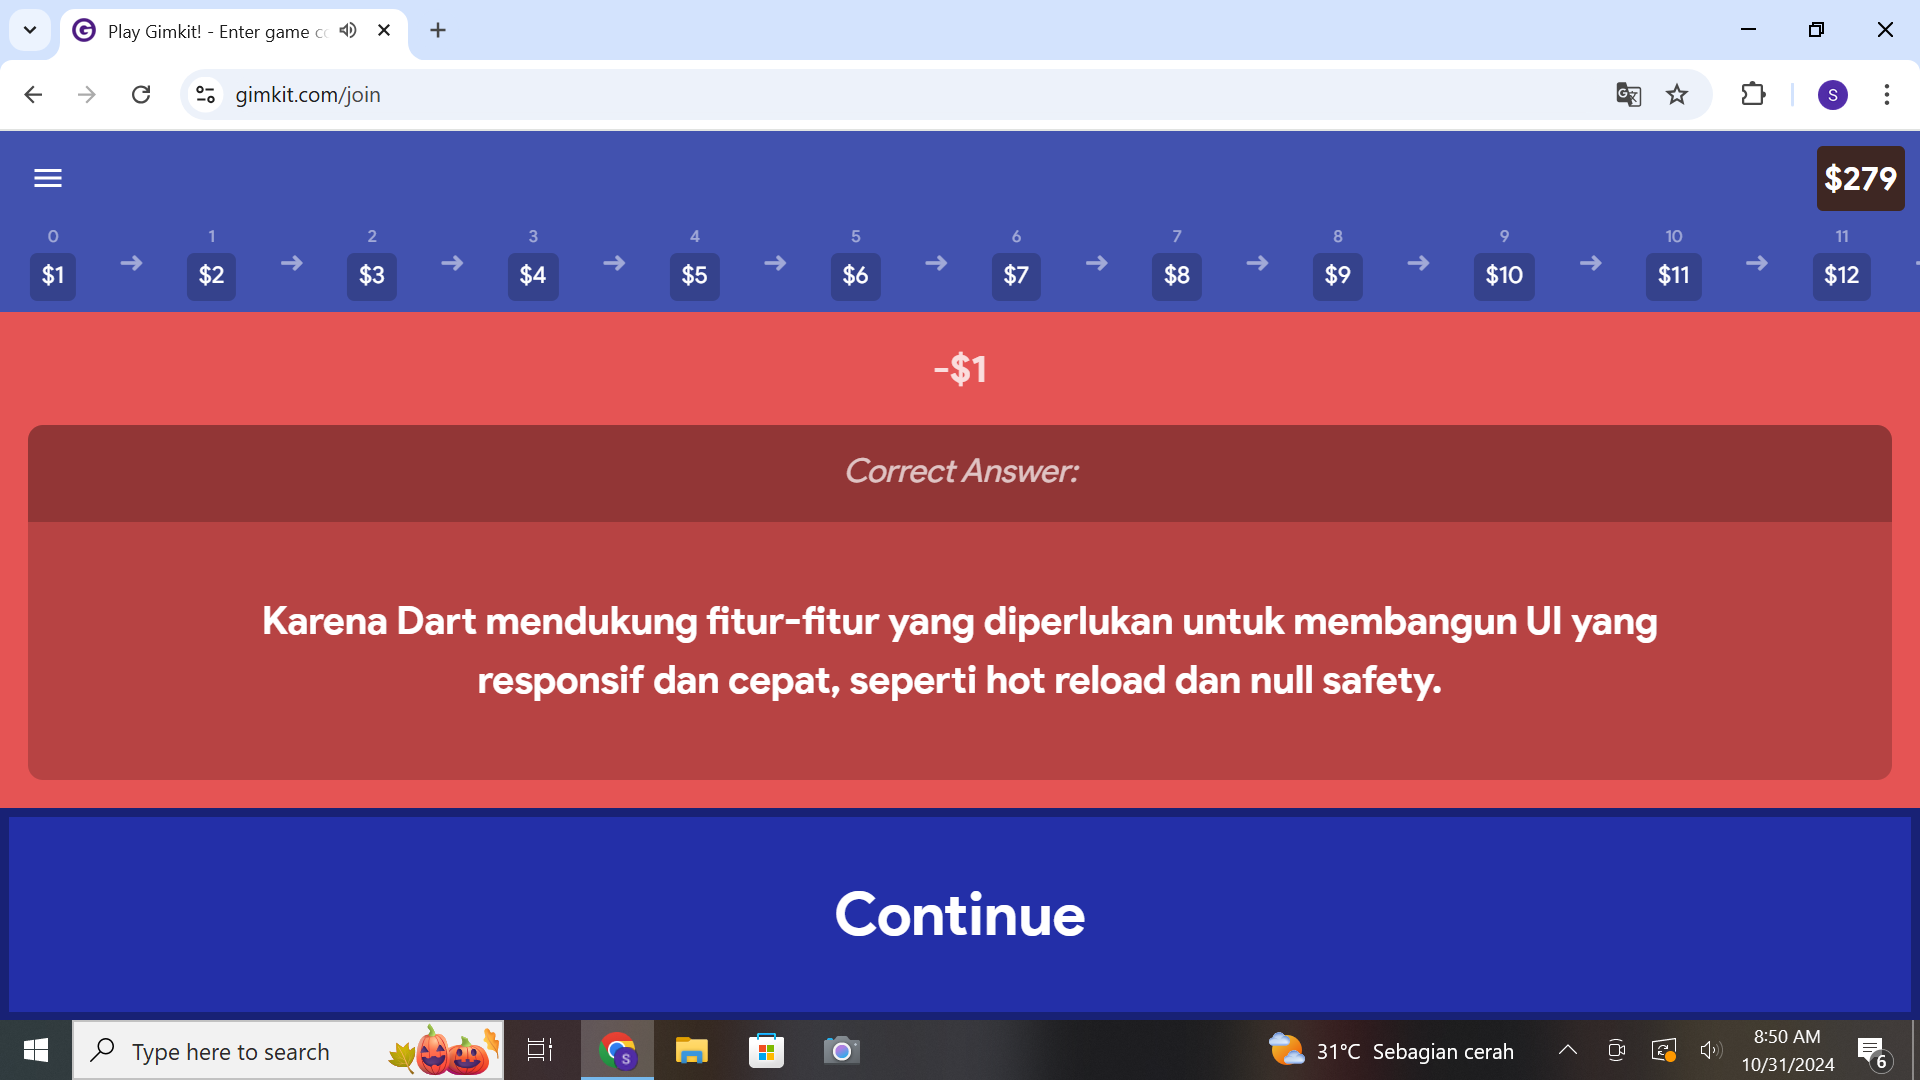 Play Gimkit! - Enter game co
gimkit.com/join
S
$279
0 1 2 3 4 5 6 7 8 9 10 11
$1 $2 $3 $4 $5 $6 $7 $8 $9 $10 $11 $12
-$1
Correct Answer:
Karena Dart mendukung fitur-fitur yang diperlukan untuk membangun UI yang
responsif dan cepat, seperti hot reload dan null safety.
Continue
Type here to search
S
31°C Sebagian cerah
8:50 AM
10/31/2024
6